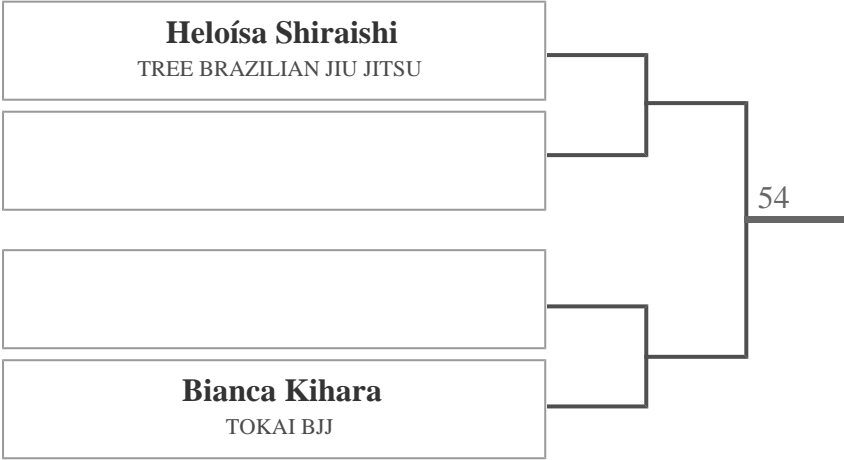 Heloísa Shiraishi
TREE BRAZILIAN JIU JITSU
54
Bianca Kihara
TOKAI BJJ